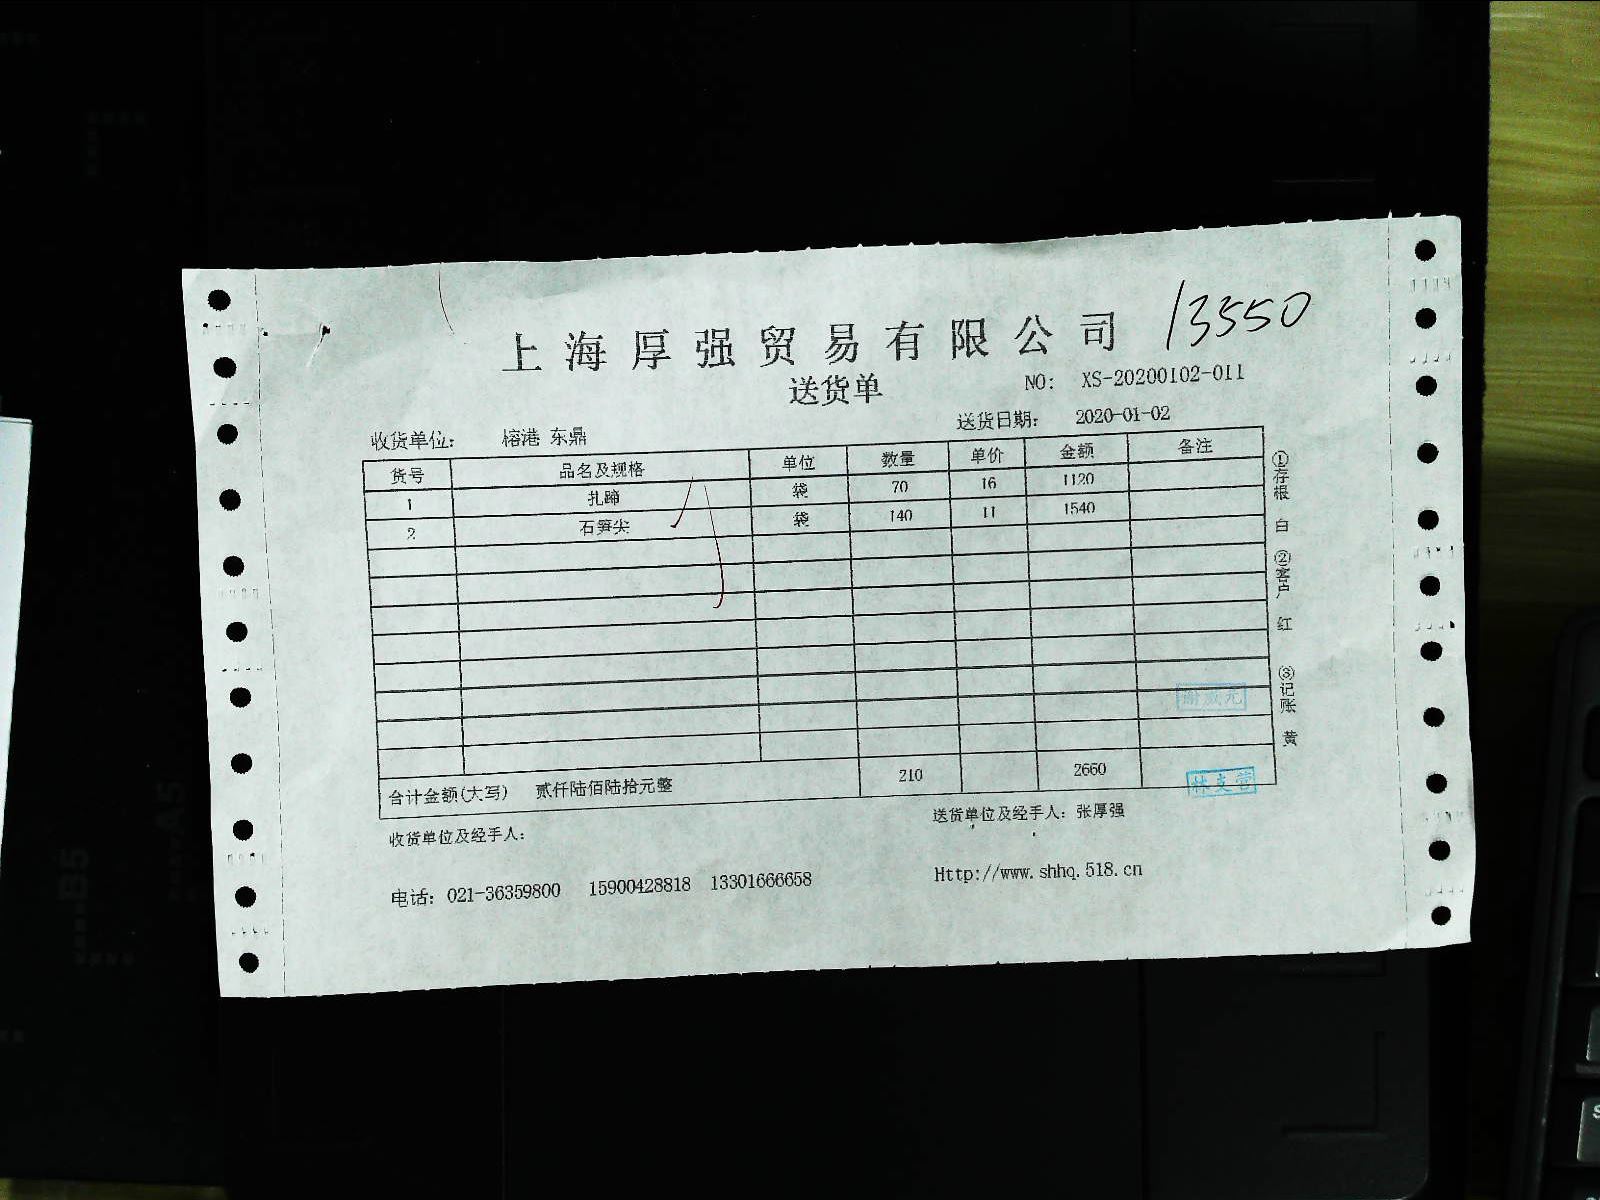 上海厚强贸易有限公司 13550
送货单
NO: XS-20200102-011
收货单位: 榕港 东鼎 送货日期: 2020-01-02
货号 品名及规格 单位 数量 单价 金额 备注
1 扎蹄 袋 70 16 1120
2 石笋尖 袋 140 11 1540
合计金额(大写) 贰仟陆佰陆拾元整 210 2660
①存根 白 ②客户 红 ③记账 黄
收货单位及经手人: 送货单位及经手人: 张厚强
电话: 021-36359800 15900428818 13301666658 Http://www.shhq.518.cn